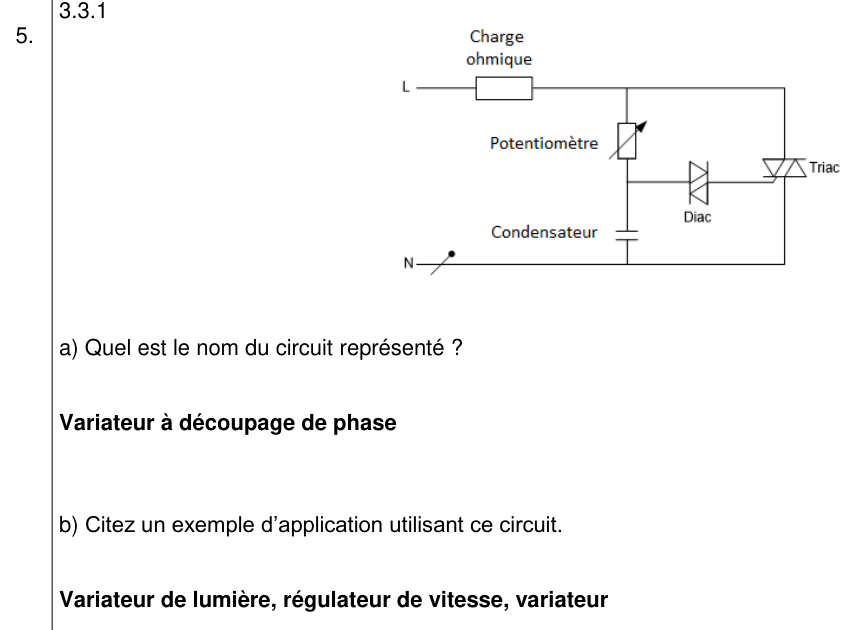 3.3.1
5.
Charge
ohmique
L
Potentiomètre
Triac
Diac
Condensateur
N
a) Quel est le nom du circuit représenté ?
Variateur à découpage de phase
b) Citez un exemple d’application utilisant ce circuit.
Variateur de lumière, régulateur de vitesse, variateur